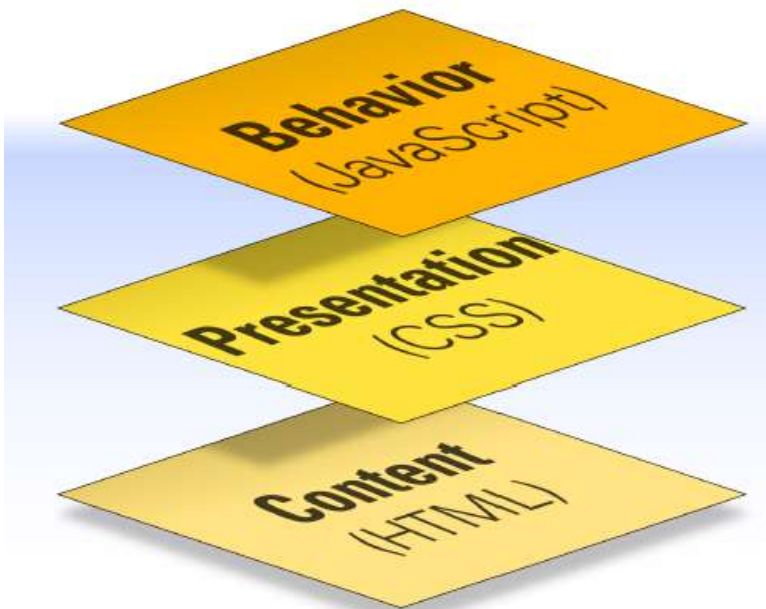 Behavior
(JavaScript)
Presentation
(CSS)
Content
(HTML)